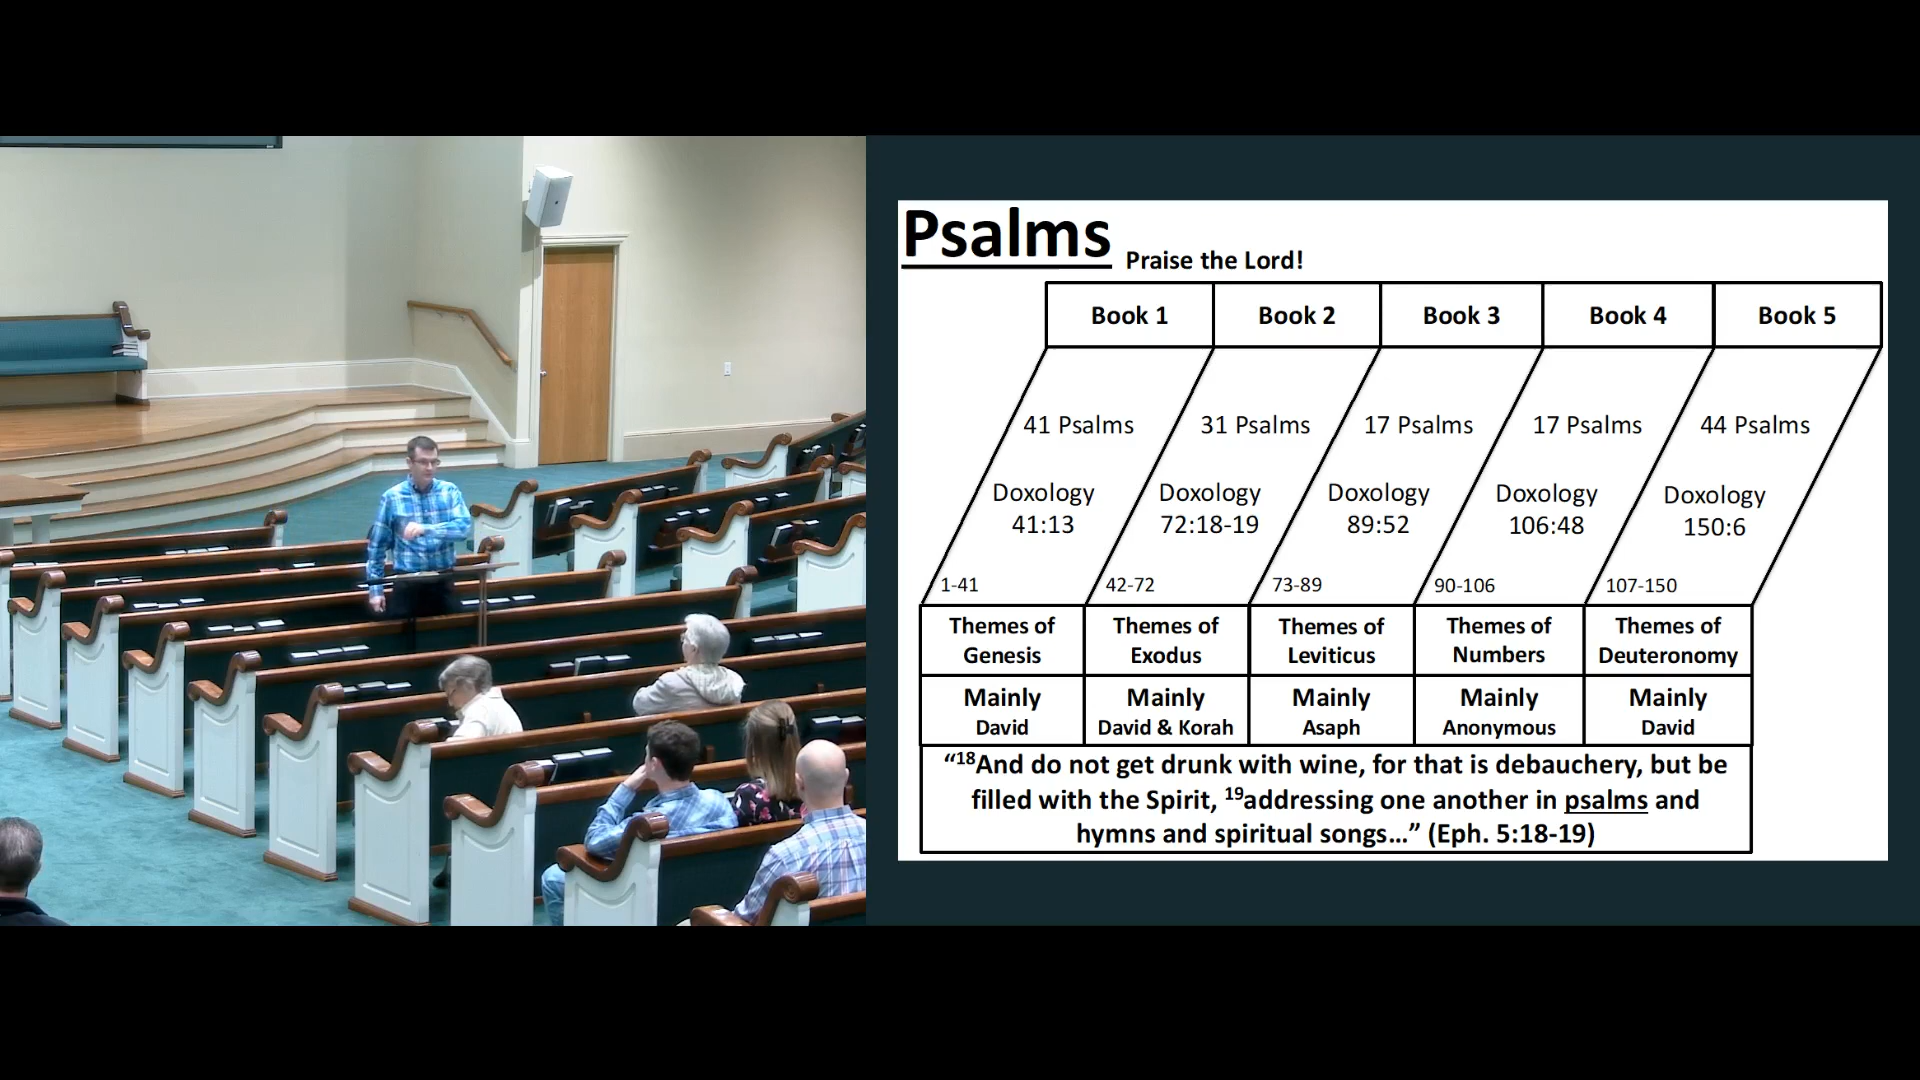 Psalms
Praise the Lord!
Book 1
Book 2
Book 3
Book 4
Book 5
41 Psalms
31 Psalms
17 Psalms
17 Psalms
44 Psalms
Doxology
41:13
Doxology
72:18-19
Doxology
89:52
Doxology
106:48
Doxology
150:6
1-41
42-72
73-89
90-106
107-150
Themes of
Genesis
Themes of
Exodus
Themes of
Leviticus
Themes of
Numbers
Themes of
Deuteronomy
Mainly
David
Mainly
David & Korah
Mainly
Asaph
Mainly
Anonymous
Mainly
David
“¹⁸And do not get drunk with wine, for that is debauchery, but be
filled with the Spirit, ¹⁹addressing one another in psalms and
hymns and spiritual songs…” (Eph. 5:18-19)